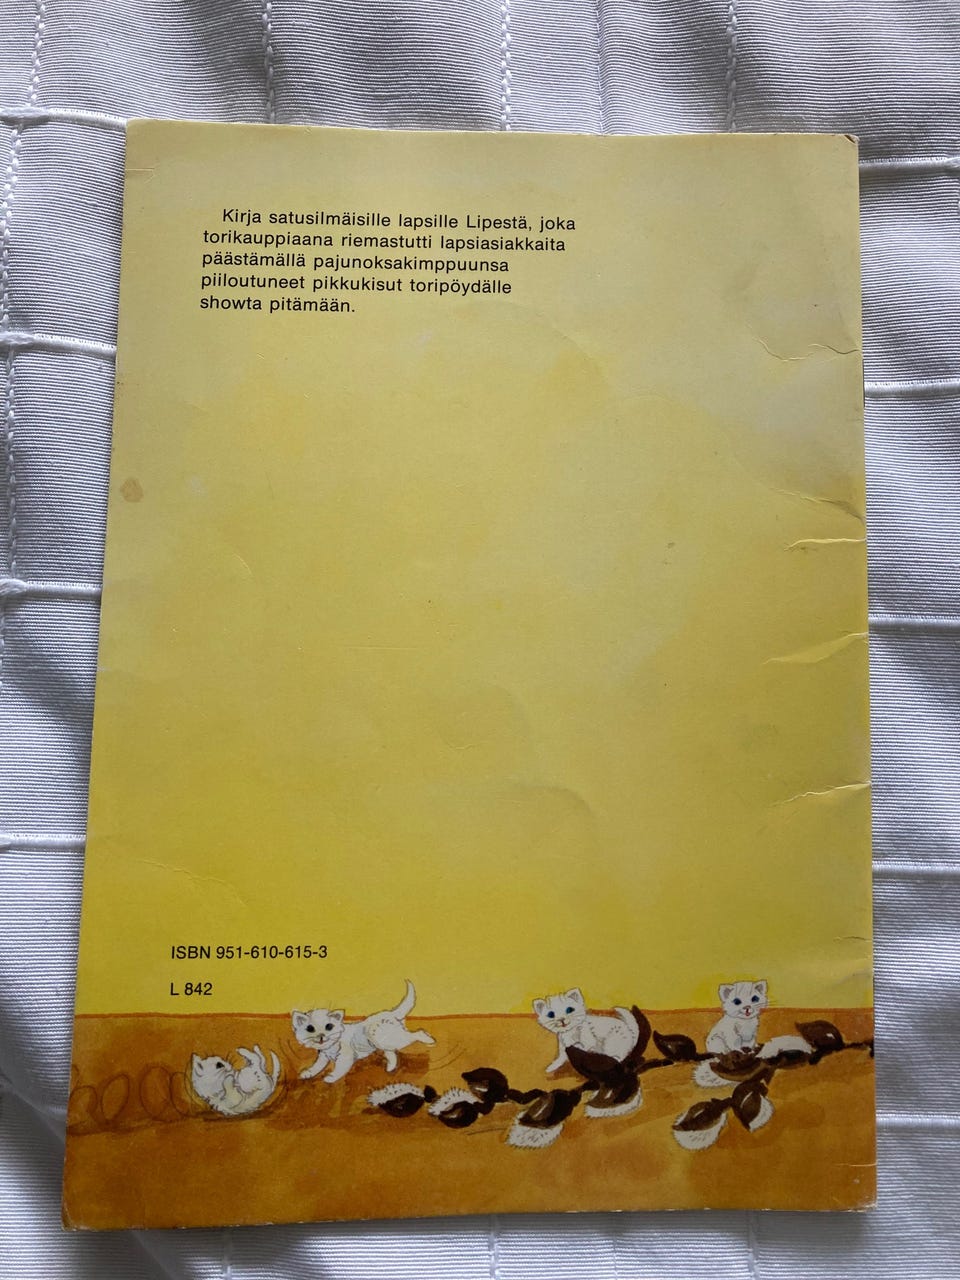 Kirja satusilmäisille lapsille Lipestä, joka
torikauppiaana riemastutti lapsiasiakkaita
päästämällä pajunoksakimppuunsa
piiloutuneet pikkukisut toripöydälle
showta pitämään.
ISBN 951-610-615-3
L 842